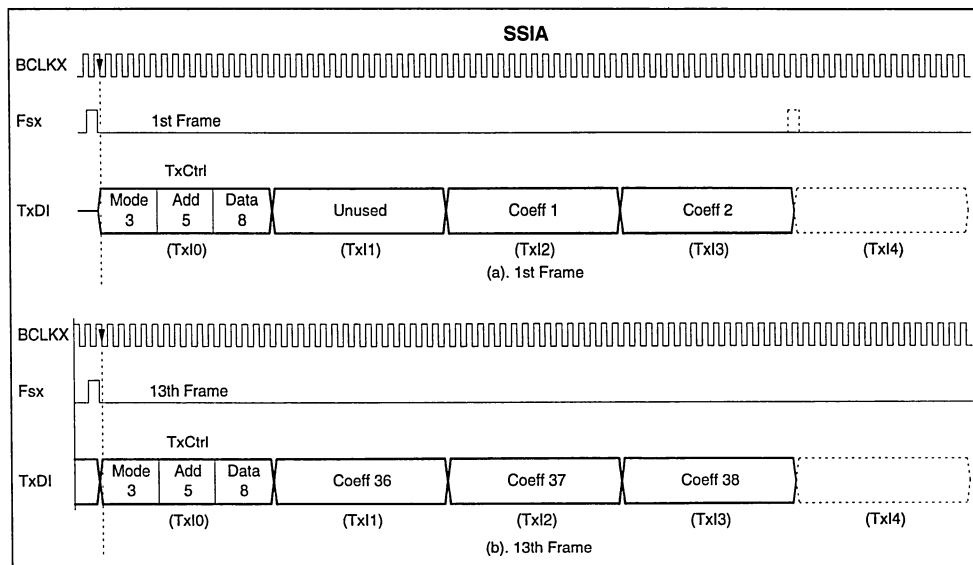 SSIA
BCLKX
Fsx
1st Frame
TxCtrl
TxDI
Mode 3
Add 5
Data 8
Unused
Coeff 1
Coeff 2
(TxI0)
(TxI1)
(TxI2)
(TxI3)
(TxI4)
(a). 1st Frame
BCLKX
Fsx
13th Frame
TxCtrl
TxDI
Mode 3
Add 5
Data 8
Coeff 36
Coeff 37
Coeff 38
(TxI0)
(TxI1)
(TxI2)
(TxI3)
(TxI4)
(b). 13th Frame